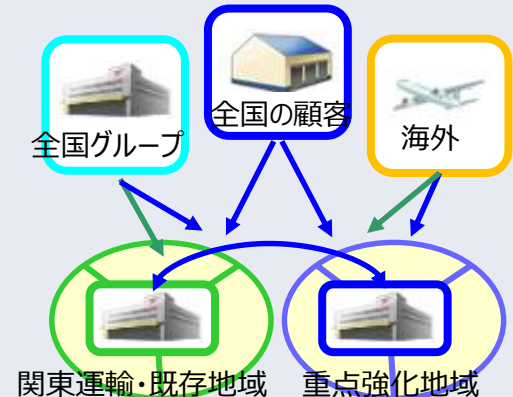 全国グループ
全国の顧客
海外
関東運輸・既存地域
重点強化地域